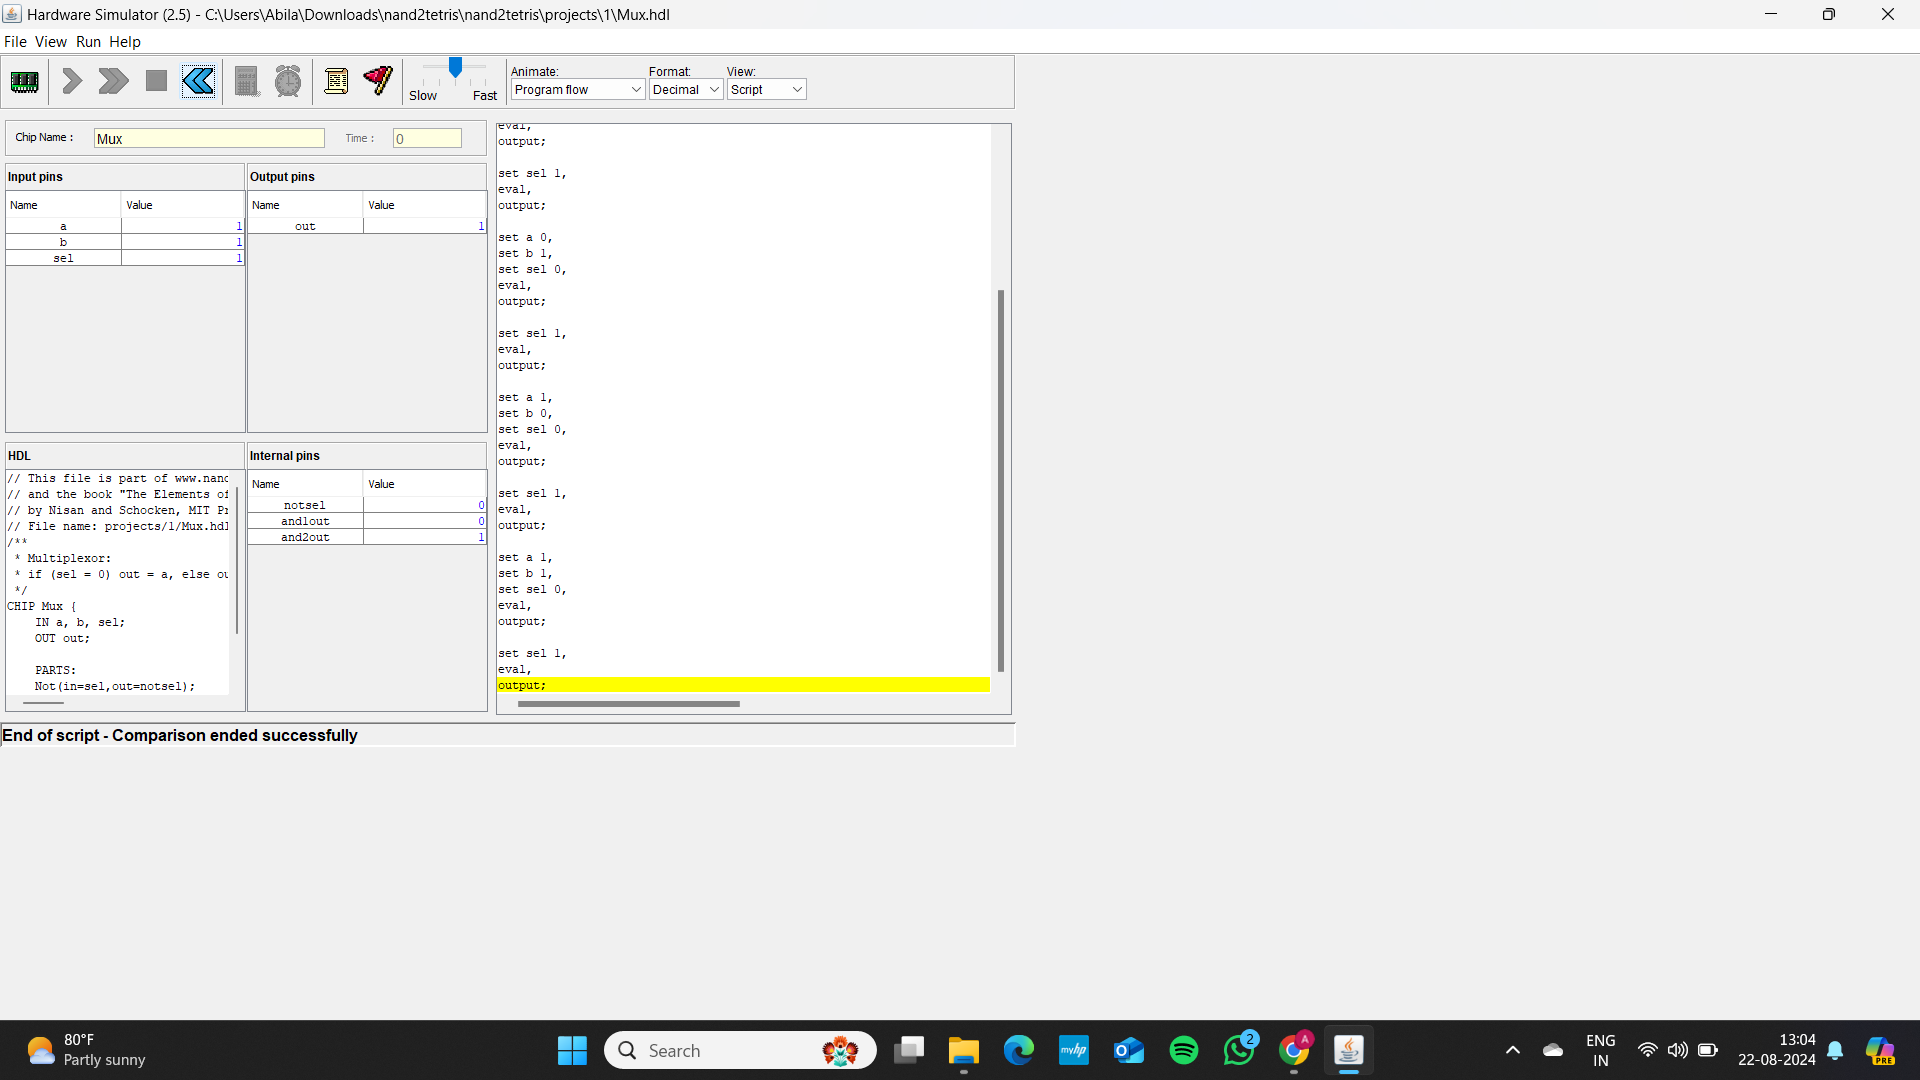 Hardware Simulator (2.5) - C:\Users\Abila\Downloads\nand2tetris\nand2tetris\projects\1\Mux.hdl
File View Run Help
Slow Fast
Animate:
Program flow
Format:
Decimal
View:
Script
Chip Name :
Mux
Time :
0
Input pins
Name Value
a 1
b 1
sel 1
Output pins
Name Value
out 1
HDL
// This file is part of www.nand
// and the book "The Elements of
// by Nisan and Schocken, MIT Pr
// File name: projects/1/Mux.hdl
/**
* Multiplexor:
* if (sel = 0) out = a, else ou
*/
CHIP Mux {
IN a, b, sel;
OUT out;
PARTS:
Not(in=sel,out=notsel);
Internal pins
Name Value
notsel 0
and1out 0
and2out 1
eval,
output;
set sel 1,
eval,
output;
set a 0,
set b 1,
set sel 0,
eval,
output;
set sel 1,
eval,
output;
set a 1,
set b 0,
set sel 0,
eval,
output;
set sel 1,
eval,
output;
set a 1,
set b 1,
set sel 0,
eval,
output;
set sel 1,
eval,
output;
End of script - Comparison ended successfully
80°F
Partly sunny
Search
myhp
2
A
ENG
IN
13:04
22-08-2024
PRE